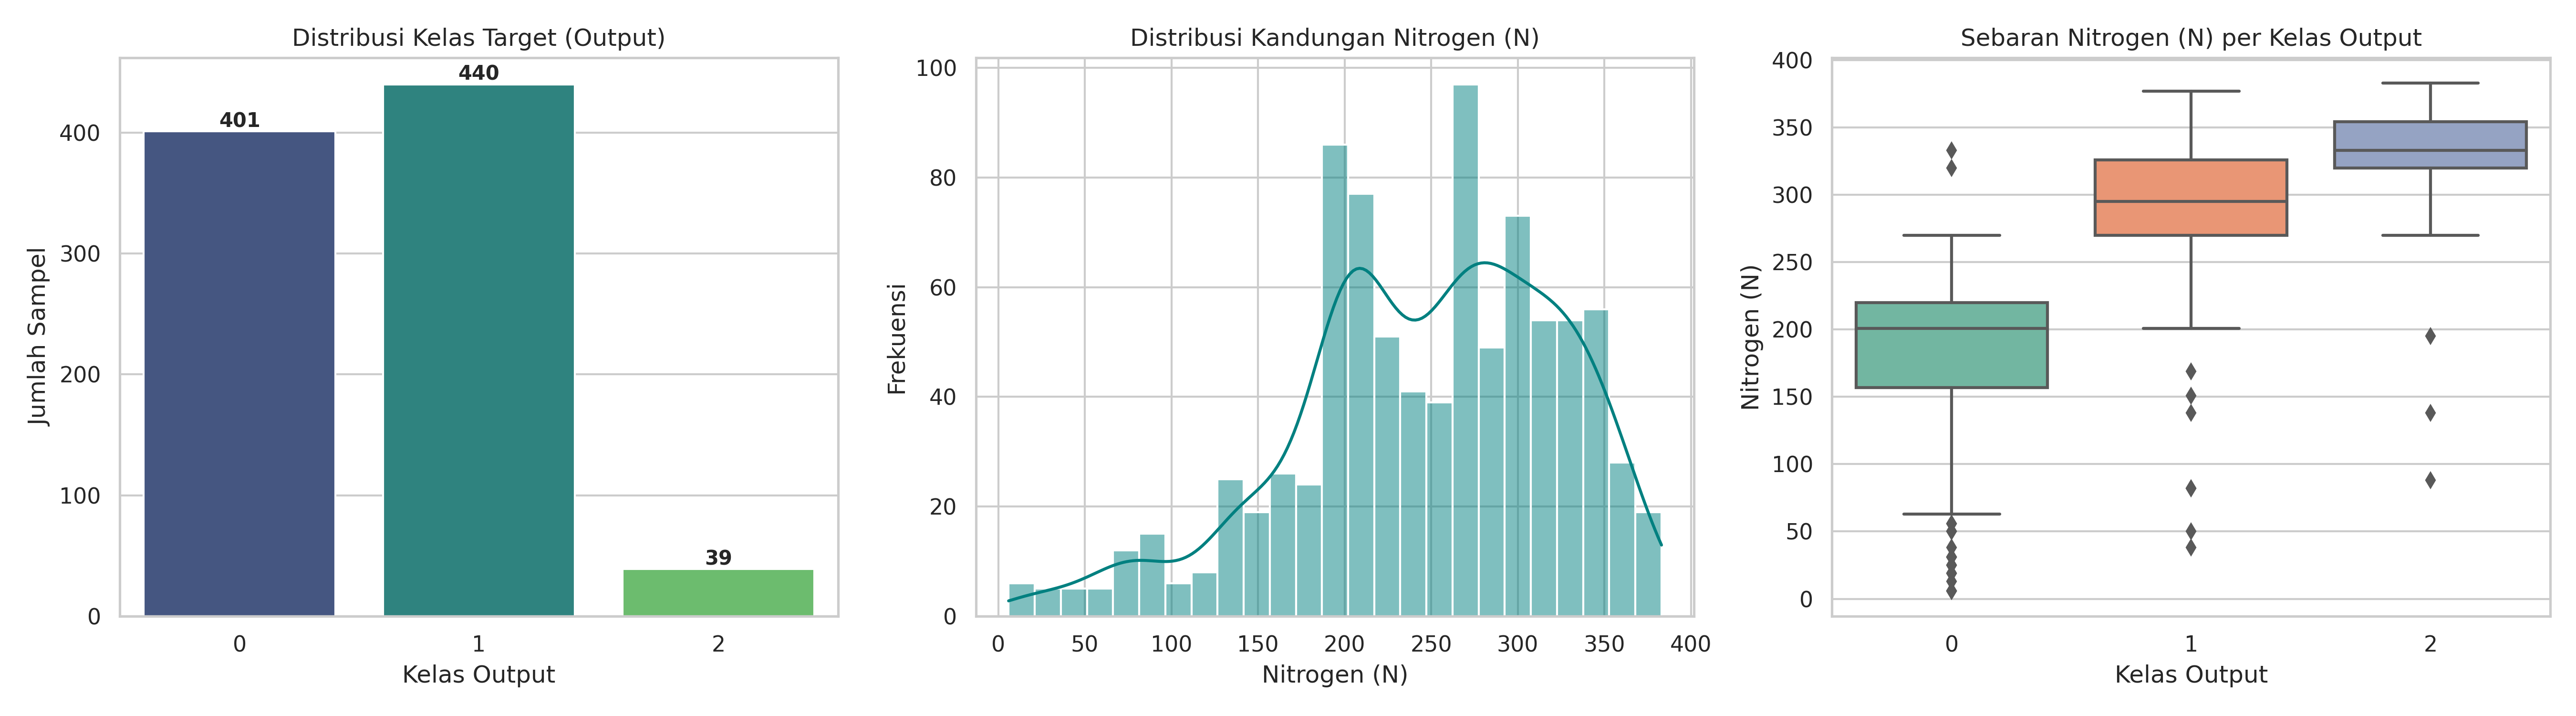 Distribusi Kelas Target (Output)
440
401
39
400
300
200
100
0
Jumlah Sampel
0 1 2
Kelas Output
Distribusi Kandungan Nitrogen (N)
100
80
60
40
20
0
Frekuensi
0 50 100 150 200 250 300 350 400
Nitrogen (N)
Sebaran Nitrogen (N) per Kelas Output
400
350
300
250
200
150
100
50
0
Nitrogen (N)
0 1 2
Kelas Output